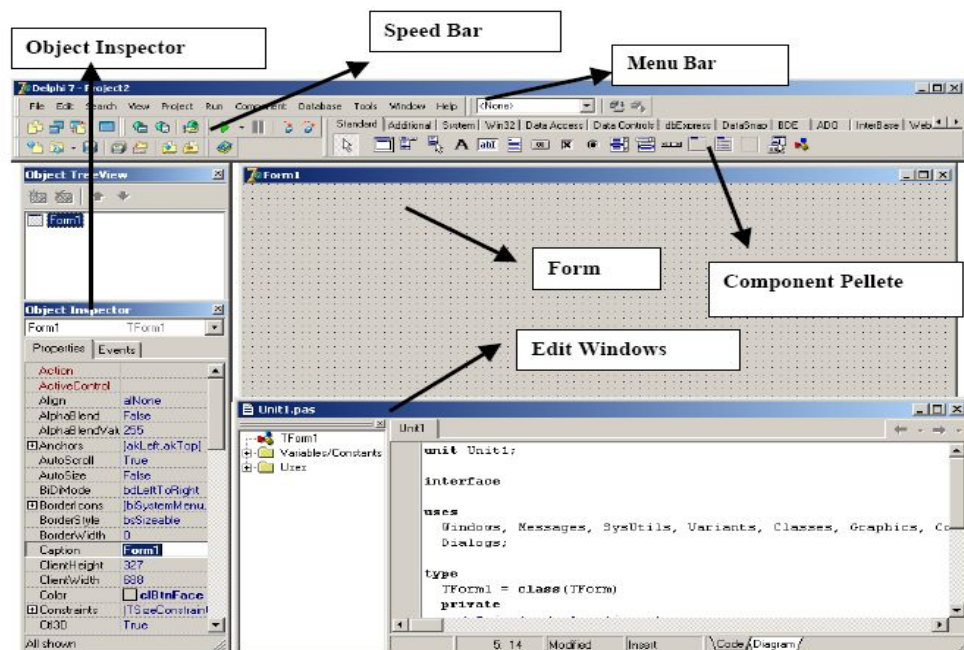 Object Inspector
Speed Bar
Menu Bar
Delphi 7 - Project2
File Edit Search View Project Run Component Database Tools Window Help <None>
Standard Additional System Win32 Data Access Data Controls dbExpress DataSnap BDE ADO InterBase Web
Object TreeView
Form1
Form1
Form
Component Pellete
Edit Windows
Object Inspector
Form1 TForm1
Properties Events
Action
ActiveControl
Align alNone
AlphaBlend False
AlphaBlendVal 255
Anchors [akLeft,akTop]
AutoScroll True
AutoSize False
BiDiMode bdLeftToRight
BorderIcons [biSystemMenu,
BorderStyle bsSizeable
BorderWidth 0
Caption Form1
ClientHeight 327
ClientWidth 688
Color clBtnFace
Constraints (TSizeConstraint
Ctl3D True
All shown
Unit1.pas
TForm1
Variables/Constants
Uses
Unit1
unit Unit1;
interface
uses
Windows, Messages, SysUtils, Variants, Classes, Graphics, Co
Dialogs;
type
TForm1 = class(TForm)
private
5: 14 Modified Insert Code Diagram